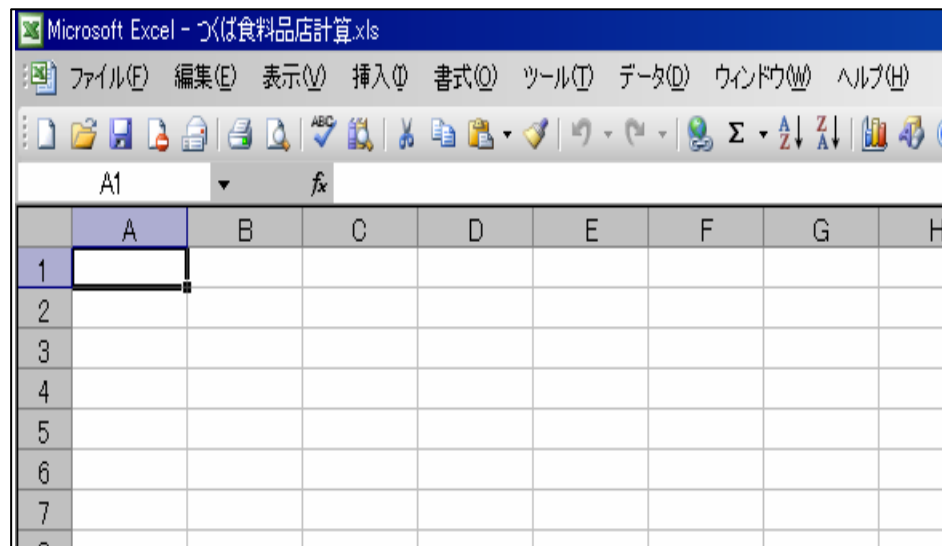 Microsoft Excel - つくば食料品店計算.xls
ファイル(F) 編集(E) 表示(V) 挿入(I) 書式(O) ツール(T) データ(D) ウィンドウ(W) ヘルプ(H)
ABC Σ A Z Z A
A1 fx
A B C D E F G H
1
2
3
4
5
6
7